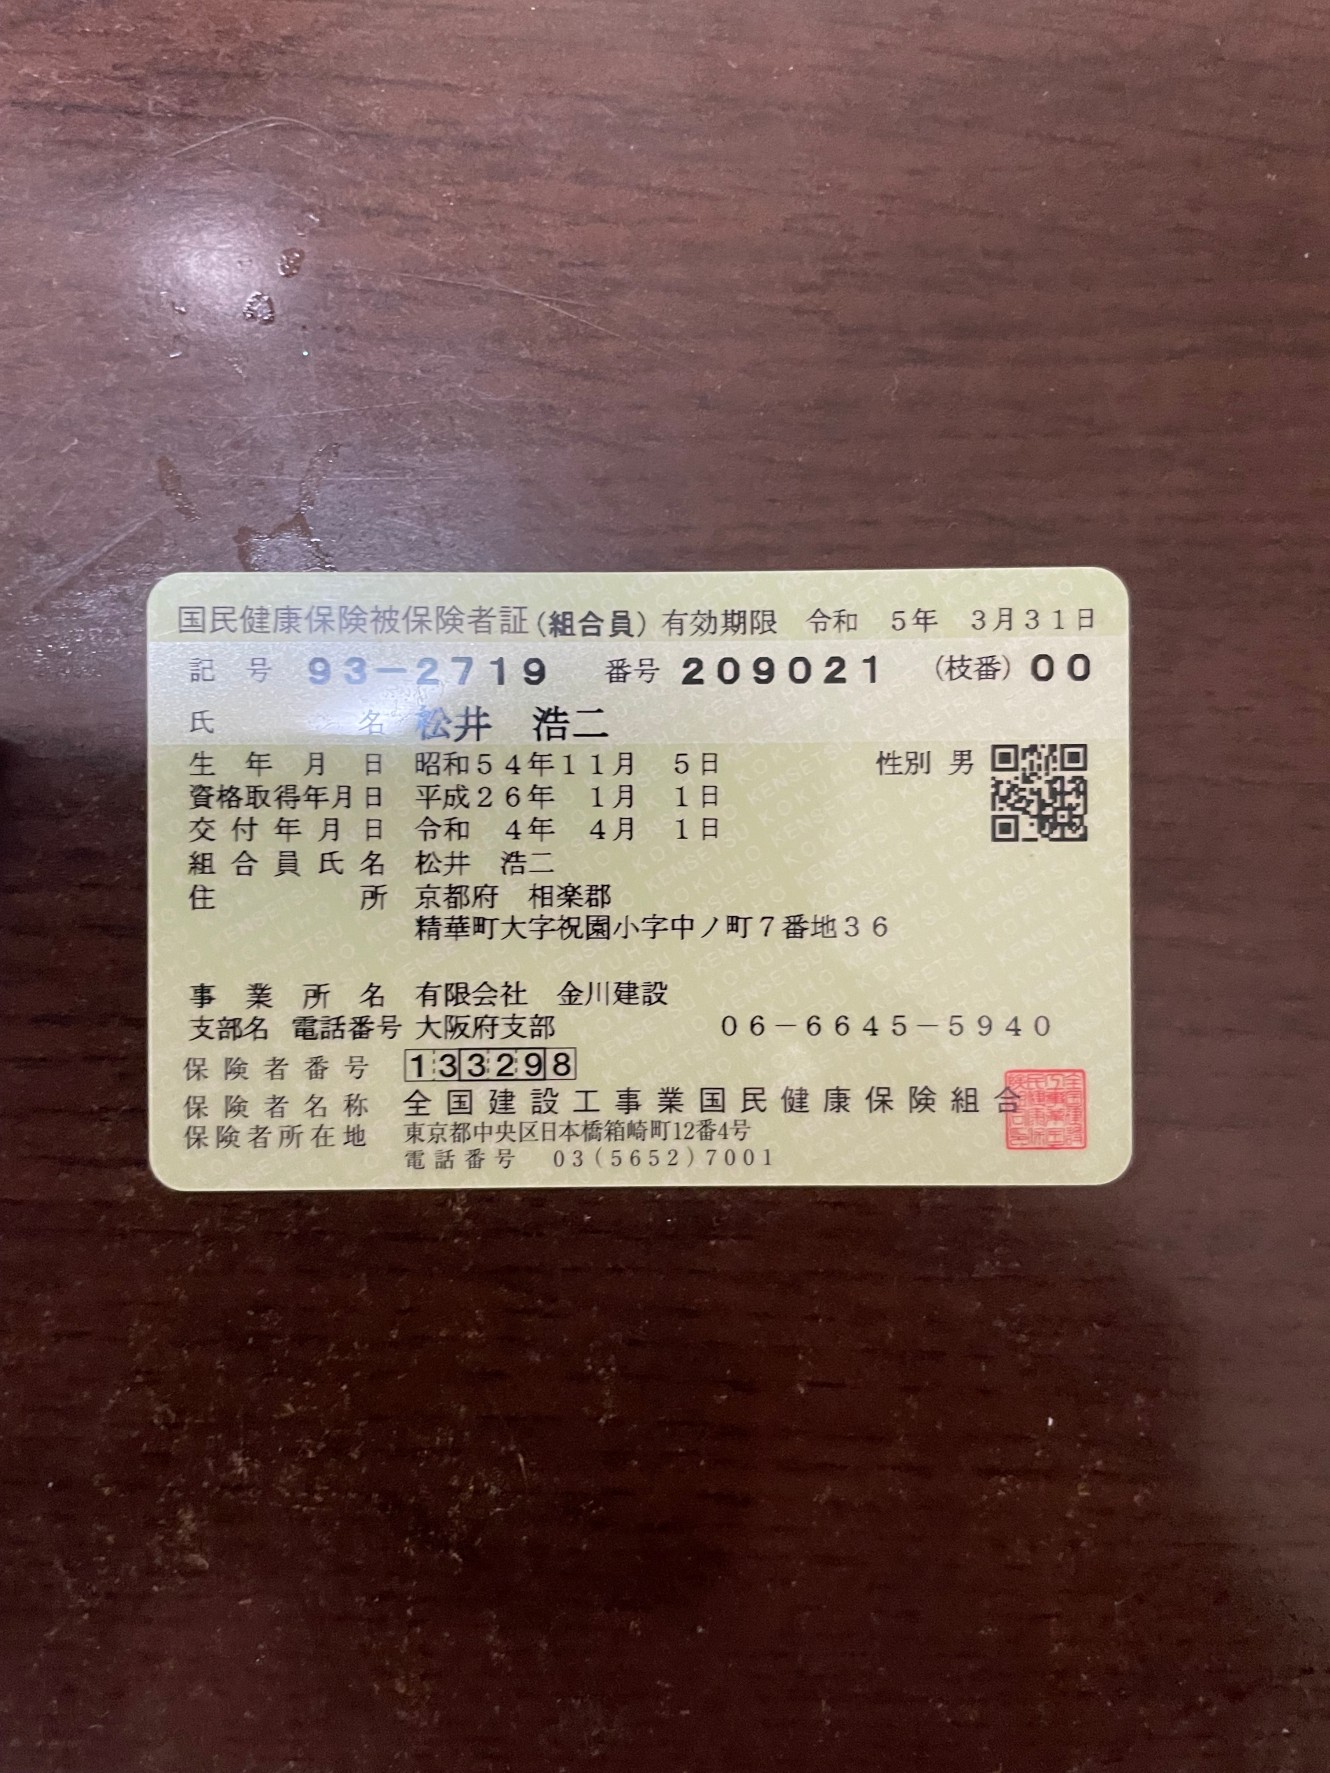 国民健康保険被保険者証(組合員) 有効期限 令和 5年 3月31日
記号 93-2719 番号 209021 (枝番) 00
氏名 松井 浩二
生年月日 昭和54年11月 5日 性別 男
資格取得年月日 平成26年 1月 1日
交付年月日 令和 4年 4月 1日
組合員氏名 松井 浩二
住所 京都府 相楽郡
精華町大字祝園小字中ノ町7番地36
事業所名 有限会社 金川建設
支部名 電話番号 大阪府支部 06-6645-5940
保険者番号 133298
保険者名称 全国建設工事業国民健康保険組合
保険者所在地 東京都中央区日本橋箱崎町12番4号
電話番号 03(5652)7001